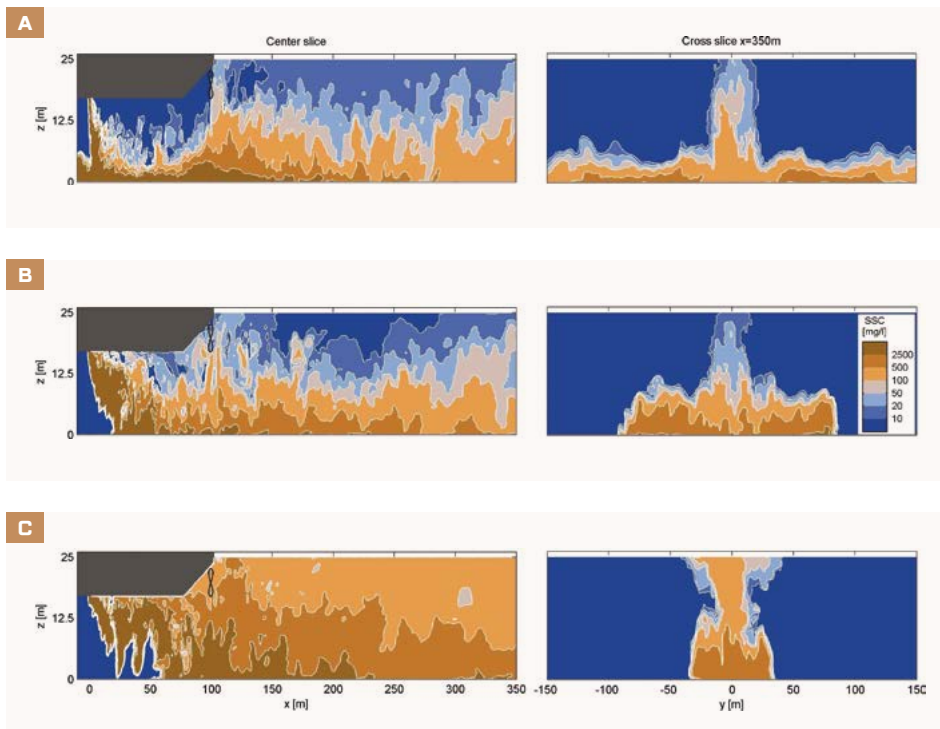 A
Center slice
Cross slice x=350m
25
12.5
0
z [m]
B
25
12.5
0
z [m]
SSC
[mg/l]
2500
500
100
50
20
10
C
25
12.5
0
z [m]
0 50 100 150 200 250 300 350
x [m]
-150 -100 -50 0 50 100 150
y [m]